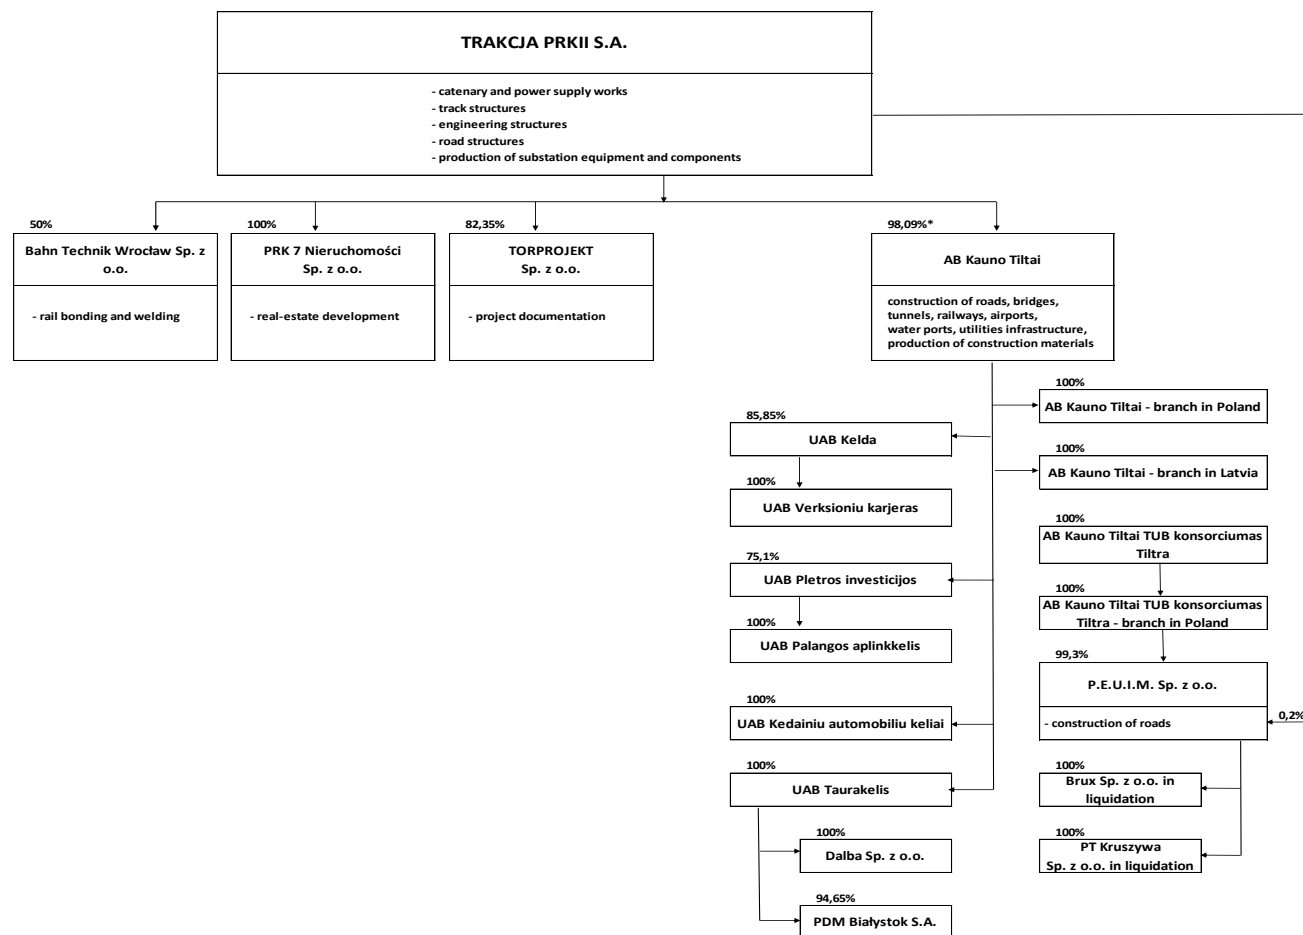 TRAKCJA PRKII S.A.
- catenary and power supply works
- track structures
- engineering structures
- road structures
- production of substation equipment and components
50%
Bahn Technik Wrocław Sp. z
o.o.
- rail bonding and welding
100%
PRK 7 Nieruchomości
Sp. z o.o.
- real-estate development
82,35%
TORPROJEKT
Sp. z o.o.
- project documentation
98,09%*
AB Kauno Tiltai
construction of roads, bridges,
tunnels, railways, airports,
water ports, utilities infrastructure,
production of construction materials
85,85%
UAB Kelda
100%
UAB Verksioniu karjeras
75,1%
UAB Pletros investicijos
100%
UAB Palangos aplinkkelis
100%
UAB Kedainiu automobiliu keliai
100%
UAB Taurakelis
100%
Dalba Sp. z o.o.
94,65%
PDM Białystok S.A.
100%
AB Kauno Tiltai - branch in Poland
100%
AB Kauno Tiltai - branch in Latvia
100%
AB Kauno Tiltai TUB konsorciumas
Tiltra
100%
AB Kauno Tiltai TUB konsorciumas
Tiltra - branch in Poland
99,3%
P.E.U.I.M. Sp. z o.o.
- construction of roads
0,2%
100%
Brux Sp. z o.o. in
liquidation
100%
PT Kruszywa
Sp. z o.o. in liquidation